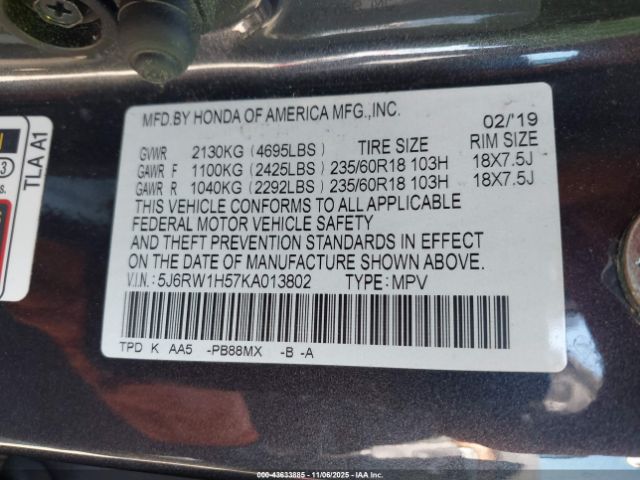 MFD.BY HONDA OF AMERICA MFG.,INC. 02/'19
GVWR 2130KG (4695LBS) TIRE SIZE RIM SIZE
GAWR F 1100KG (2425LBS) 235/60R18 103H 18X7.5J
GAWR R 1040KG (2292LBS) 235/60R18 103H 18X7.5J
THIS VEHICLE CONFORMS TO ALL APPLICABLE
FEDERAL MOTOR VEHICLE SAFETY
AND THEFT PREVENTION STANDARDS IN EFFECT
ON THE DATE OF MANUFACTURE SHOWN ABOVE.
V.I.N.: 5J6RW1H57KA013802 TYPE: MPV
TPD K AA5 -PB88MX -B -A
TLA A1
3
s.
000-43633885 - 11/06/2025 - IAA Corp.